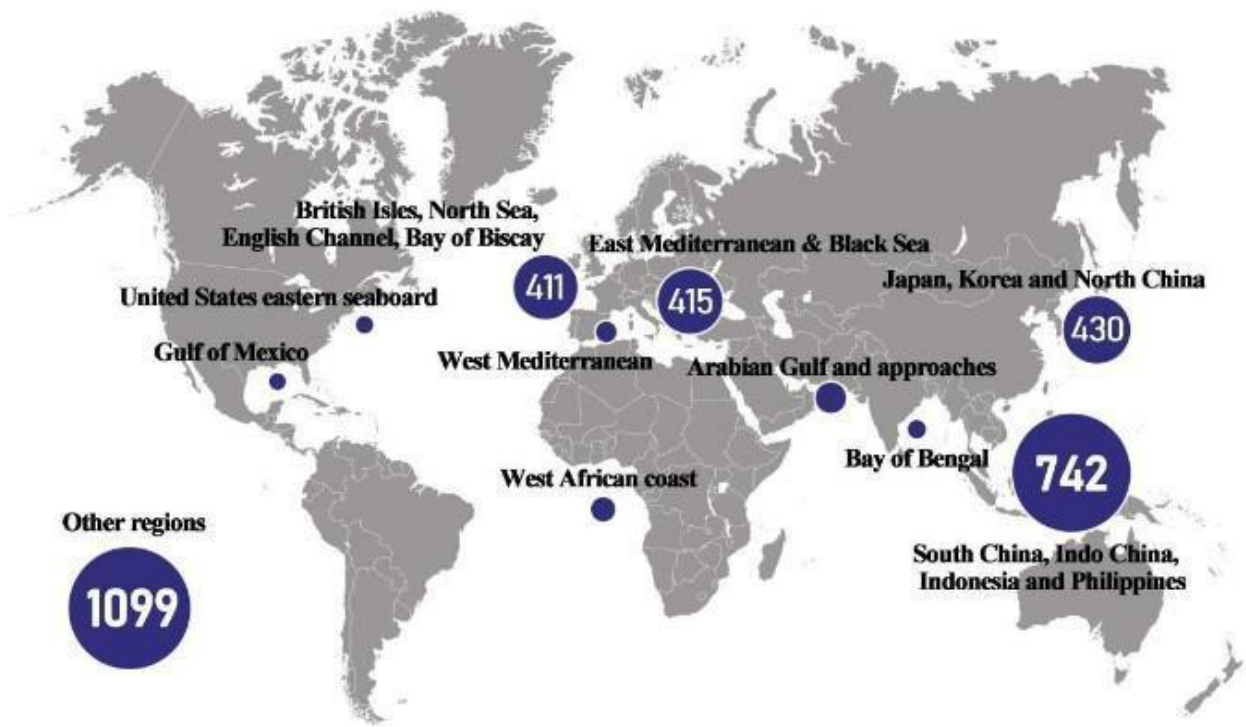 British Isles, North Sea,
English Channel, Bay of Biscay
411
East Mediterranean & Black Sea
415
Japan, Korea and North China
430
United States eastern seaboard
Gulf of Mexico
West Mediterranean
Arabian Gulf and approaches
Bay of Bengal
742
South China, Indo China,
Indonesia and Philippines
West African coast
Other regions
1099